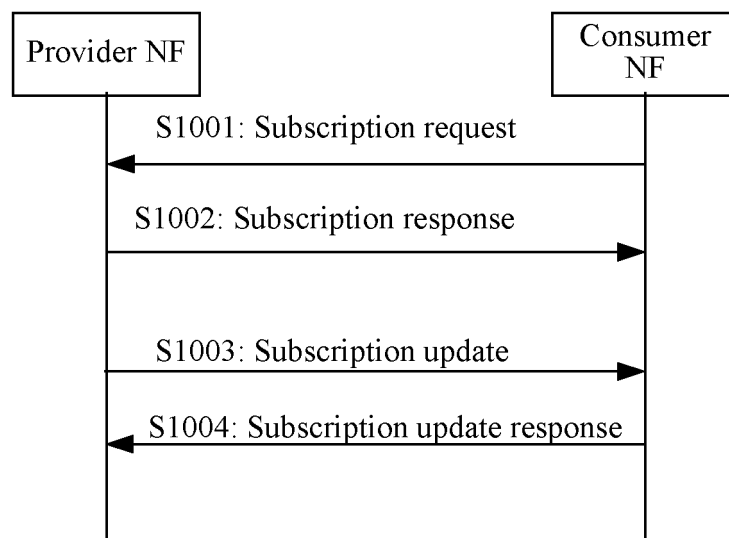 Provider NF
Consumer
NF
S1001: Subscription request
S1002: Subscription response
S1003: Subscription update
S1004: Subscription update response